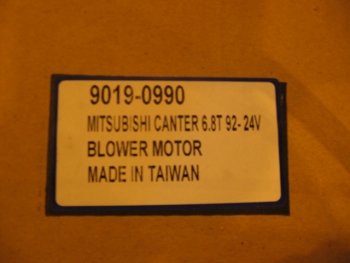 9019-0990
MITSUBISHI CANTER 6.8T 92- 24V
BLOWER MOTOR
MADE IN TAIWAN